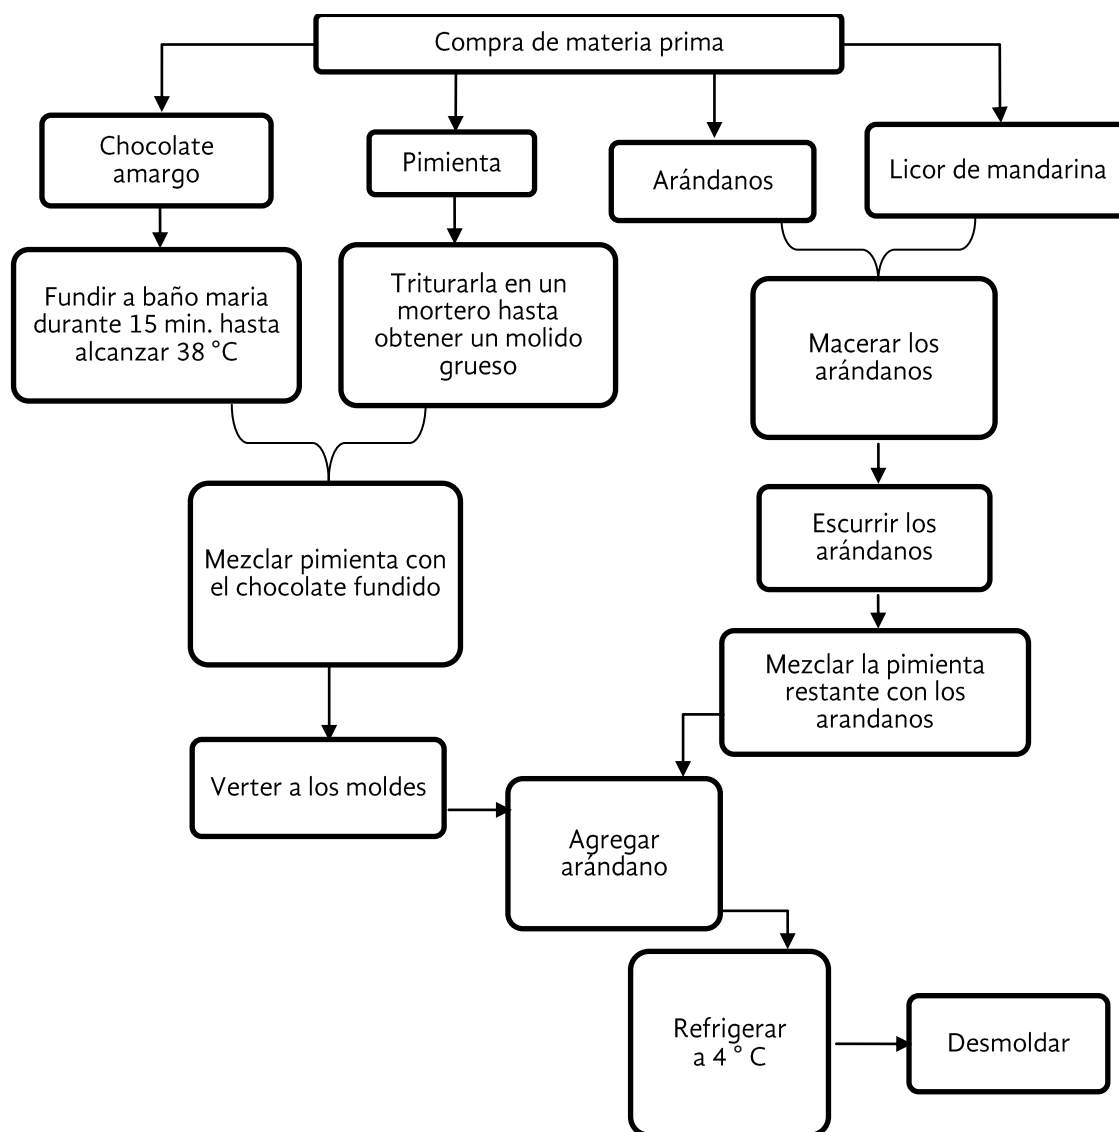 Compra de materia prima
Chocolate
amargo
Pimienta
Arándanos
Licor de mandarina
Fundir a baño maria
durante 15 min. hasta
alcanzar 38 °C
Triturarla en un
mortero hasta
obtener un molido
grueso
Macerar los
arándanos
Escurrir los
arándanos
Mezclar pimienta con
el chocolate fundido
Mezclar la pimienta
restante con los
arandanos
Verter a los moldes
Agregar
arándano
Refrigerar
a 4 ° C
Desmoldar